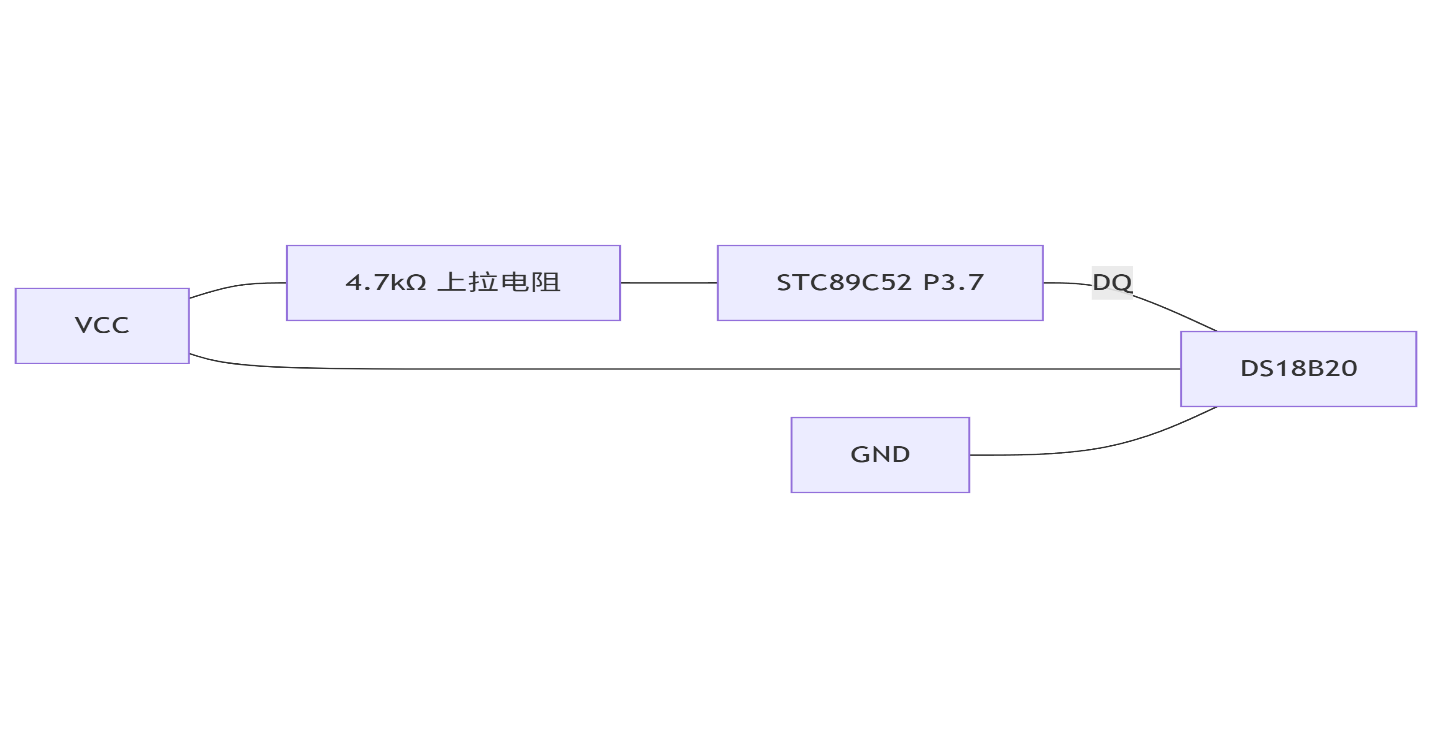 4.7kΩ 上拉电阻
STC89C52 P3.7
DQ
VCC
DS18B20
GND